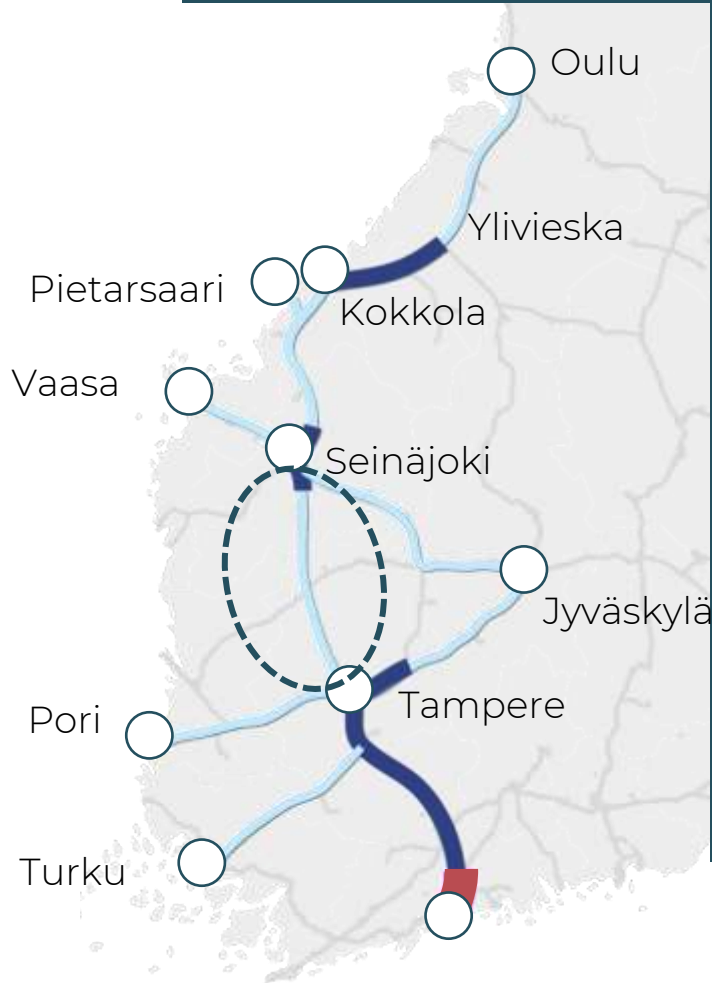 Oulu
Ylivieska
Pietarsaari
Kokkola
Vaasa
Seinäjoki
Jyväskylä
Tampere
Pori
Turku